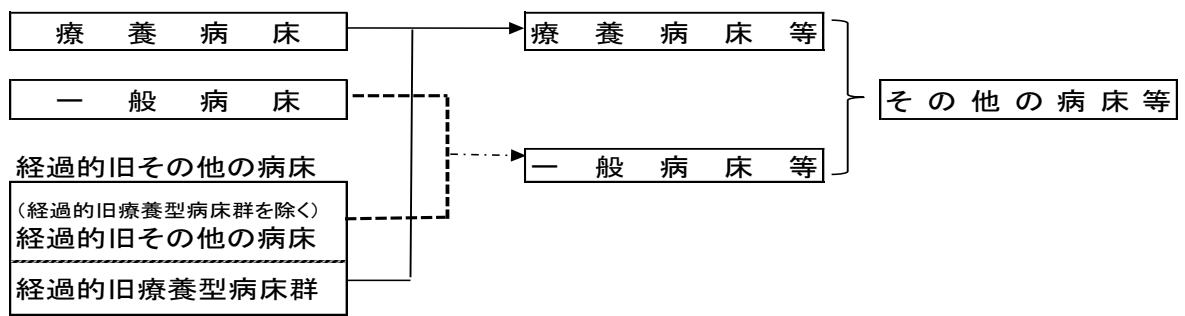 療養病床
療養病床等
一般病床
その他の病床等
経過的旧その他の病床
一般病床等
（経過的旧療養型病床群を除く）
経過的旧その他の病床
経過的旧療養型病床群